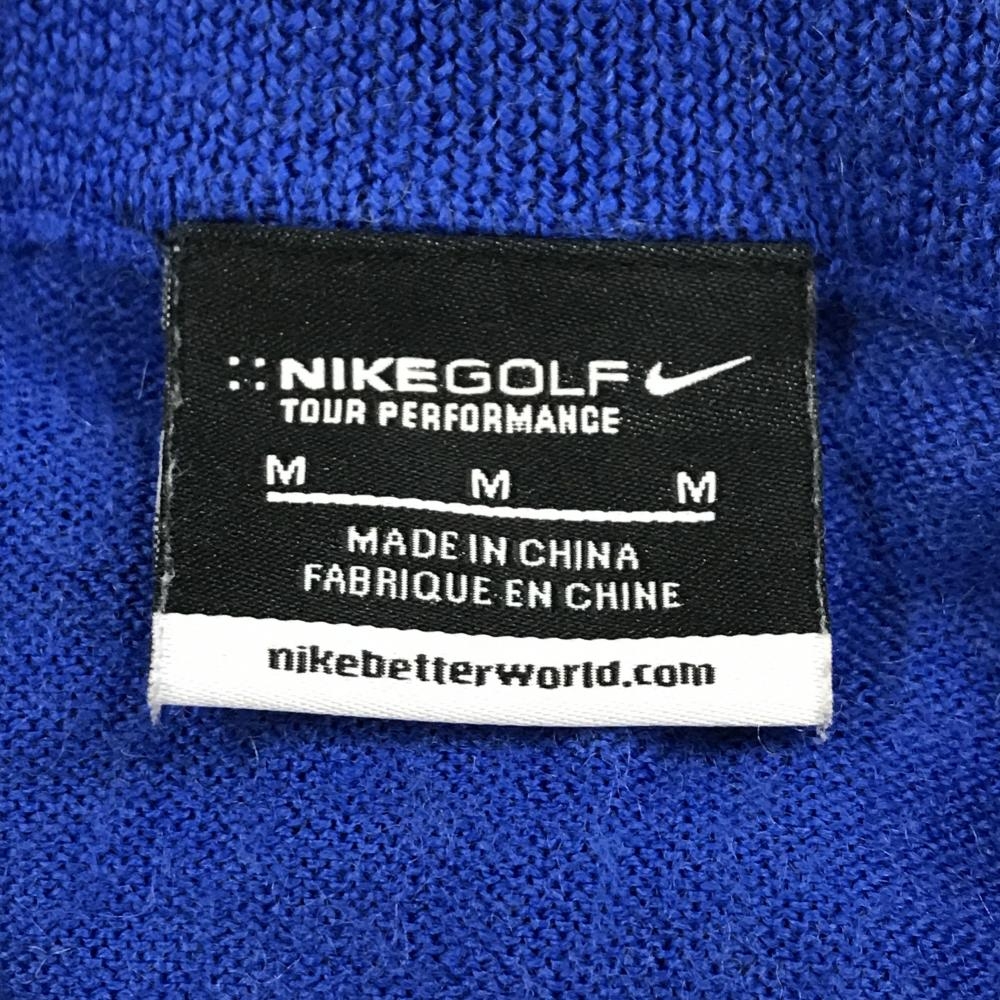 NIKEGOLF
TOUR PERFORMANCE
M M M
MADE IN CHINA
FABRIQUE EN CHINE
nikebetterworld.com